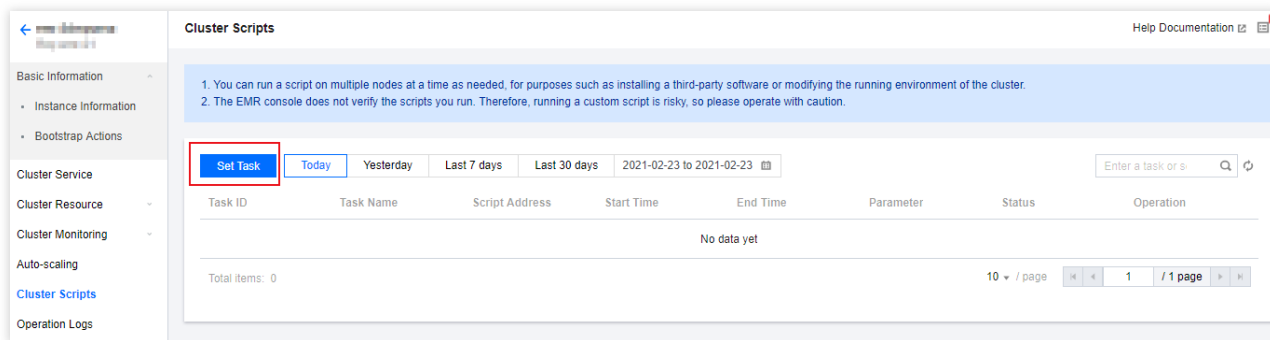 Cluster Scripts
Help Documentation
Basic Information
Instance Information
Bootstrap Actions
Cluster Service
Cluster Resource
Cluster Monitoring
Auto-scaling
Cluster Scripts
Operation Logs
1. You can run a script on multiple nodes at a time as needed, for purposes such as installing a third-party software or modifying the running environment of the cluster.
2. The EMR console does not verify the scripts you run. Therefore, running a custom script is risky, so please operate with caution.
Set Task Today Yesterday Last 7 days Last 30 days 2021-02-23 to 2021-02-23 Enter a task or s
Task ID Task Name Script Address Start Time End Time Parameter Status Operation
No data yet
Total items: 0 10 / page 1 / 1 page